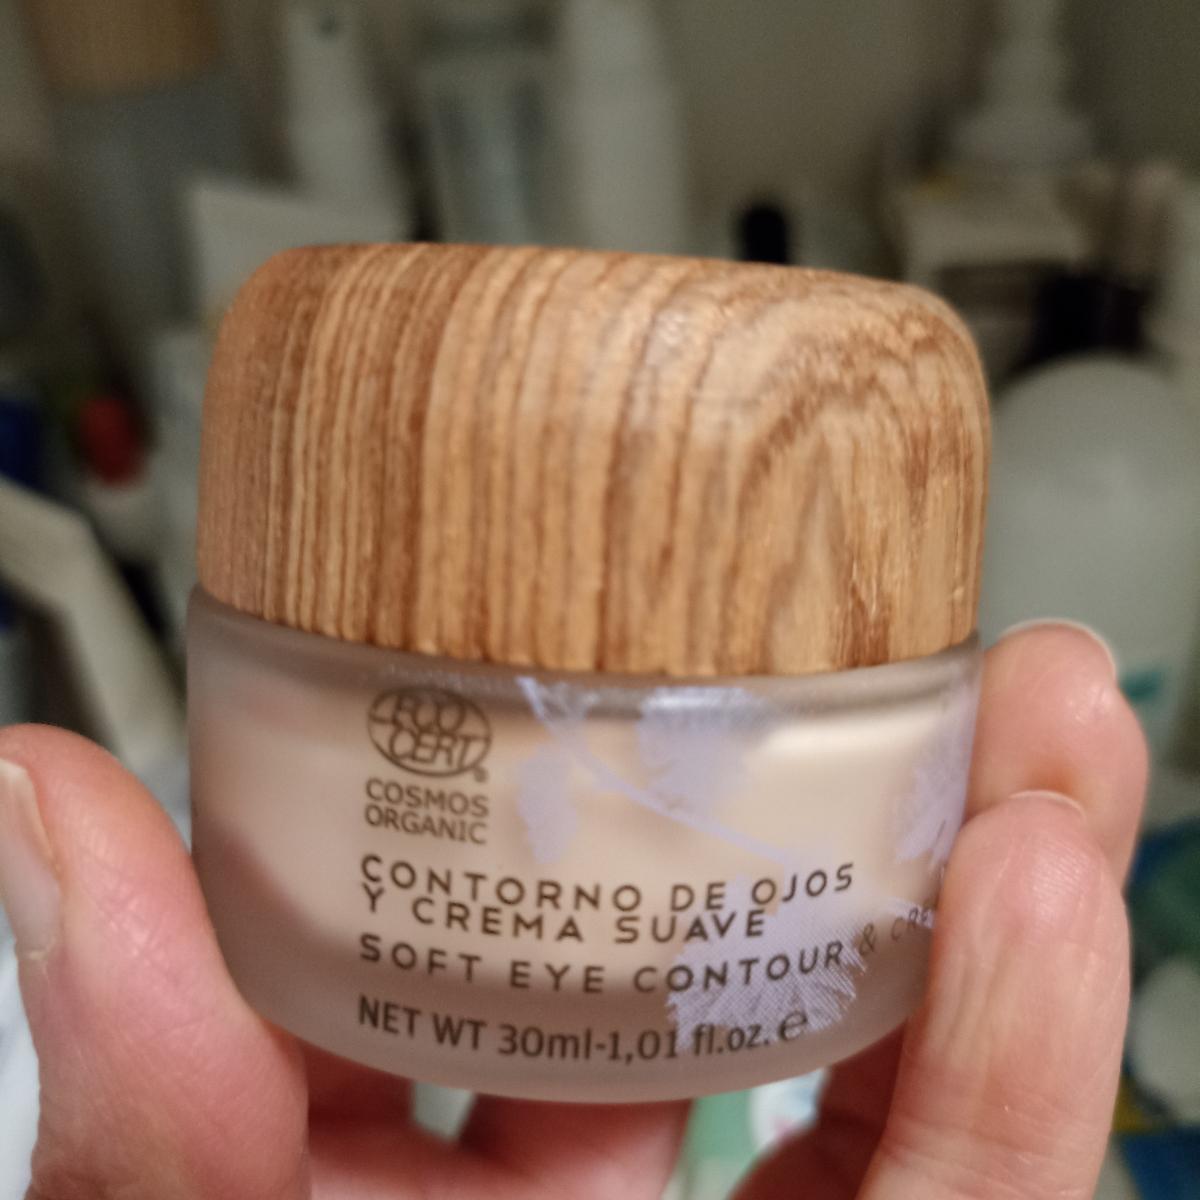 ECO
CERT®
COSMOS
ORGANIC
CONTORNO DE OJOS
Y CREMA SUAVE
SOFT EYE CONTOUR &
NET WT 30ml-1,01 fl.oz. ℮